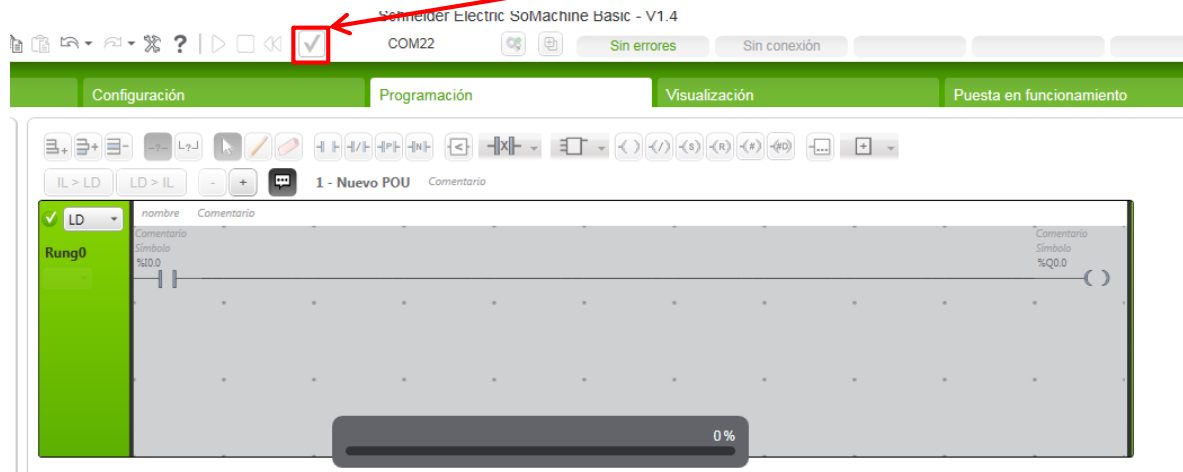 Schneider Electric SoMachine Basic - V1.4
? COM22 Sin errores Sin conexión
Configuración Programación Visualización Puesta en funcionamiento
IL > LD LD > IL - + 1 - Nuevo POU Comentario
LD nombre Comentario
Comentario Comentario
Rung0 Símbolo Símbolo
%I0.0 %Q0.0
0 %